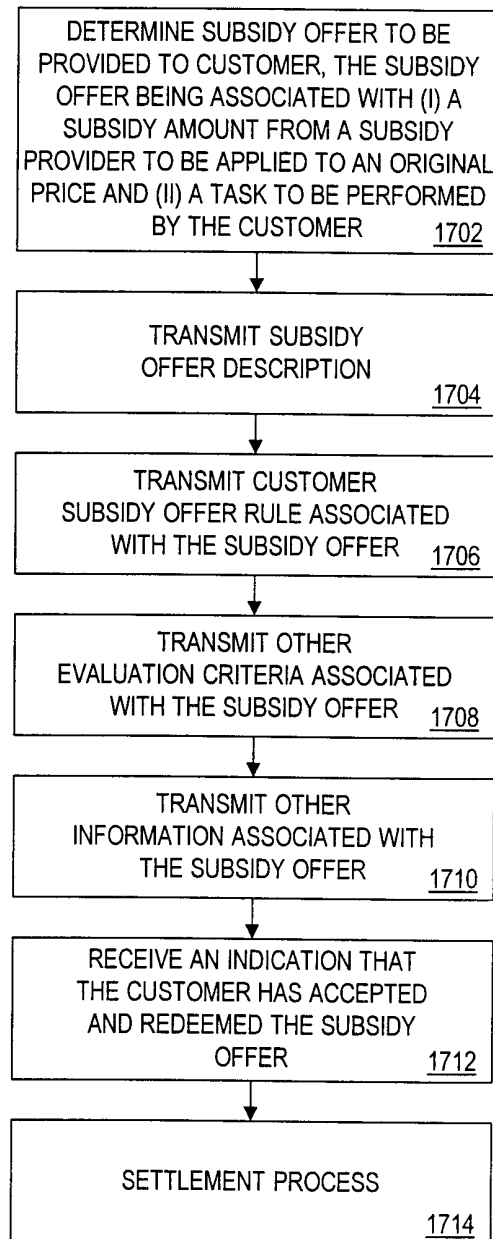 DETERMINE SUBSIDY OFFER TO BE
PROVIDED TO CUSTOMER, THE SUBSIDY
OFFER BEING ASSOCIATED WITH (I) A
SUBSIDY AMOUNT FROM A SUBSIDY
PROVIDER TO BE APPLIED TO AN ORIGINAL
PRICE AND (II) A TASK TO BE PERFORMED
BY THE CUSTOMER 1702
TRANSMIT SUBSIDY
OFFER DESCRIPTION
1704
TRANSMIT CUSTOMER
SUBSIDY OFFER RULE ASSOCIATED
WITH THE SUBSIDY OFFER
1706
TRANSMIT OTHER
EVALUATION CRITERIA ASSOCIATED
WITH THE SUBSIDY OFFER 1708
TRANSMIT OTHER
INFORMATION ASSOCIATED WITH
THE SUBSIDY OFFER 1710
RECEIVE AN INDICATION THAT
THE CUSTOMER HAS ACCEPTED
AND REDEEMED THE SUBSIDY
OFFER 1712
SETTLEMENT PROCESS
1714